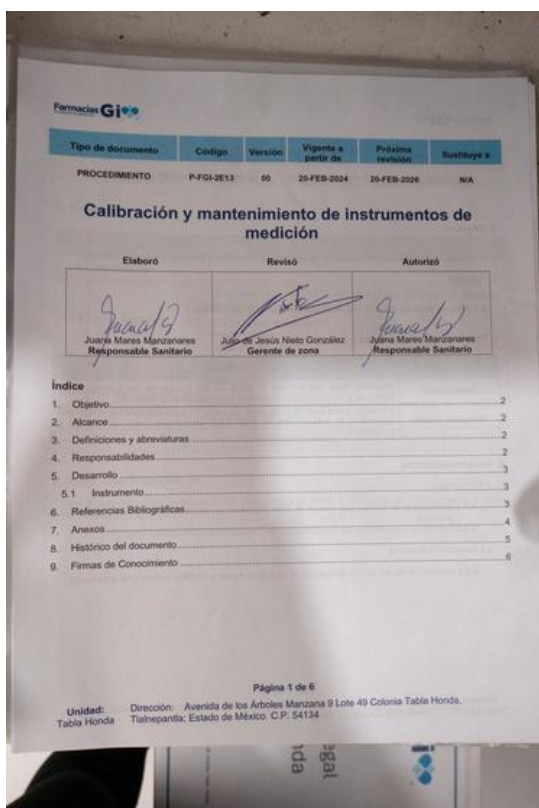 Farmacias Gi
Tipo de documento Código Versión Vigente a partir de Próxima revisión Sustituye a
PROCEDIMIENTO P-FGI-2E13 00 20-FEB-2024 20-FEB-2026 N/A
Calibración y mantenimiento de instrumentos de
medición
Elaboró Revisó Autorizó
Juana Mares Manzanares Julio de Jesús Nieto González Juana Mares Manzanares
Responsable Sanitario Gerente de zona Responsable Sanitario
Índice
1. Objetivo 2
2. Alcance 2
3. Definiciones y abreviaturas 2
4. Responsabilidades 2
5. Desarrollo 3
5.1 Instrumento 3
6. Referencias Bibliográficas 3
7. Anexos 4
8. Histórico del documento 5
9. Firmas de Conocimiento 6
Página 1 de 6
Unidad: Dirección: Avenida de los Árboles Manzana 9 Lote 49 Colonia Tabla Honda,
Tabla Honda Tlalnepantla; Estado de México. C.P. 54134
egal
nda
Gi